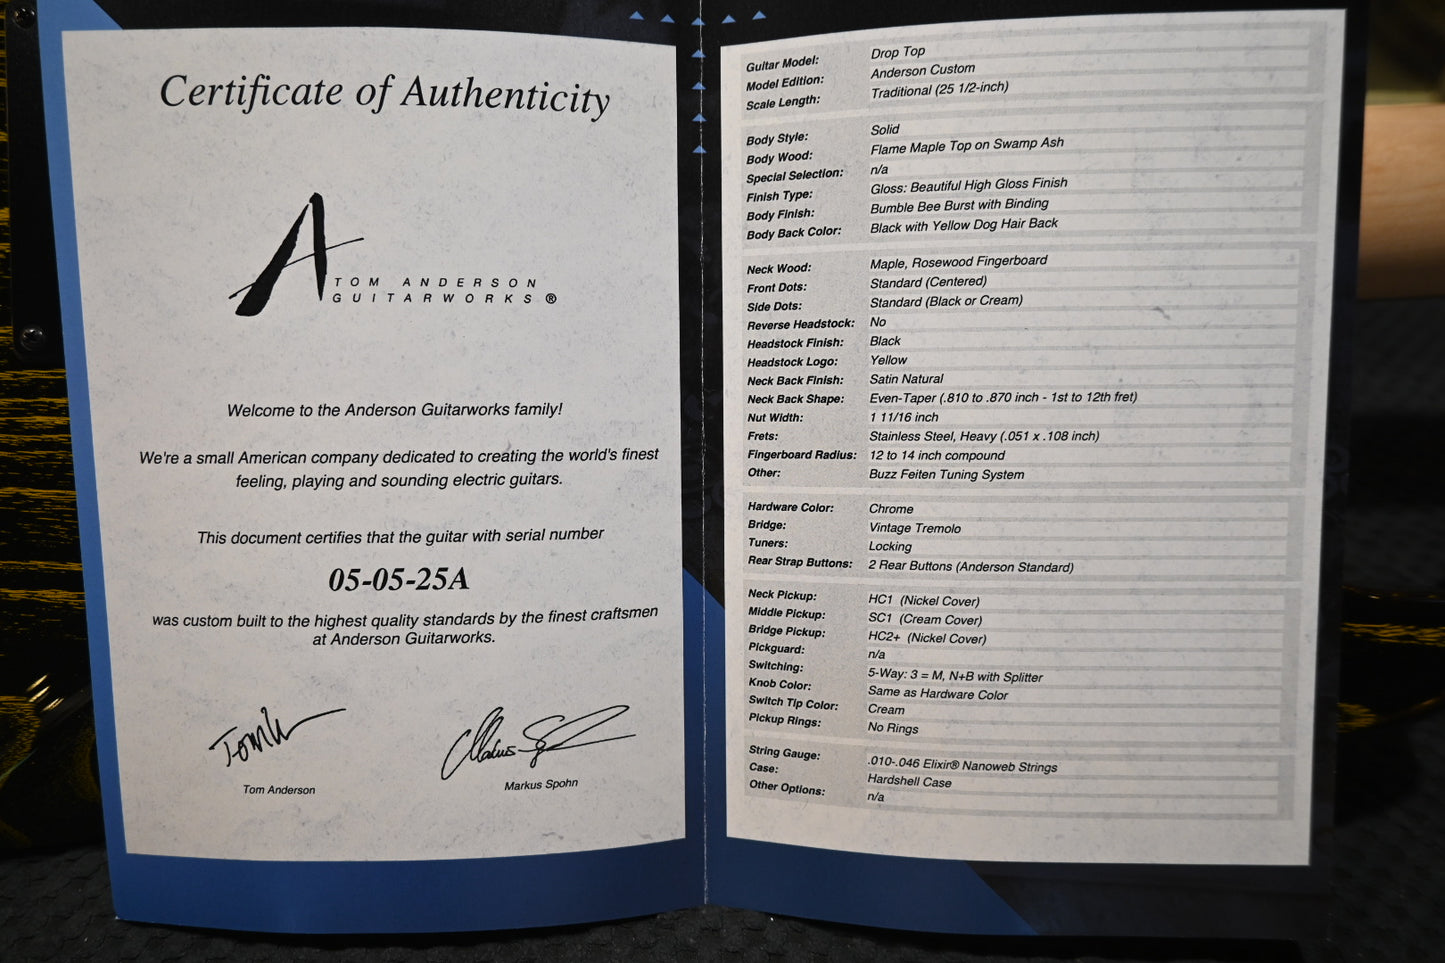 Certificate of Authenticity
TOM ANDERSON
GUITARWORKS ®
Welcome to the Anderson Guitarworks family!
We're a small American company dedicated to creating the world's finest
feeling, playing and sounding electric guitars.
This document certifies that the guitar with serial number
05-05-25A
was custom built to the highest quality standards by the finest craftsmen
at Anderson Guitarworks.
Tom Anderson
Markus Spohn
Guitar Model: Drop Top
Model Edition: Anderson Custom
Scale Length: Traditional (25 1/2-inch)
Body Style: Solid
Body Wood: Flame Maple Top on Swamp Ash
Special Selection: n/a
Finish Type: Gloss: Beautiful High Gloss Finish
Body Finish: Bumble Bee Burst with Binding
Body Back Color: Black with Yellow Dog Hair Back
Neck Wood: Maple, Rosewood Fingerboard
Front Dots: Standard (Centered)
Side Dots: Standard (Black or Cream)
Reverse Headstock: No
Headstock Finish: Black
Headstock Logo: Yellow
Neck Back Finish: Satin Natural
Neck Back Shape: Even-Taper (.810 to .870 inch - 1st to 12th fret)
Nut Width: 1 11/16 inch
Frets: Stainless Steel, Heavy (.051 x .108 inch)
Fingerboard Radius: 12 to 14 inch compound
Other: Buzz Feiten Tuning System
Hardware Color: Chrome
Bridge: Vintage Tremolo
Tuners: Locking
Rear Strap Buttons: 2 Rear Buttons (Anderson Standard)
Neck Pickup: HC1 (Nickel Cover)
Middle Pickup: SC1 (Cream Cover)
Bridge Pickup: HC2+ (Nickel Cover)
Pickguard: n/a
Switching: 5-Way: 3 = M, N+B with Splitter
Knob Color: Same as Hardware Color
Switch Tip Color: Cream
Pickup Rings: No Rings
String Gauge: .010-.046 Elixir® Nanoweb Strings
Case: Hardshell Case
Other Options: n/a